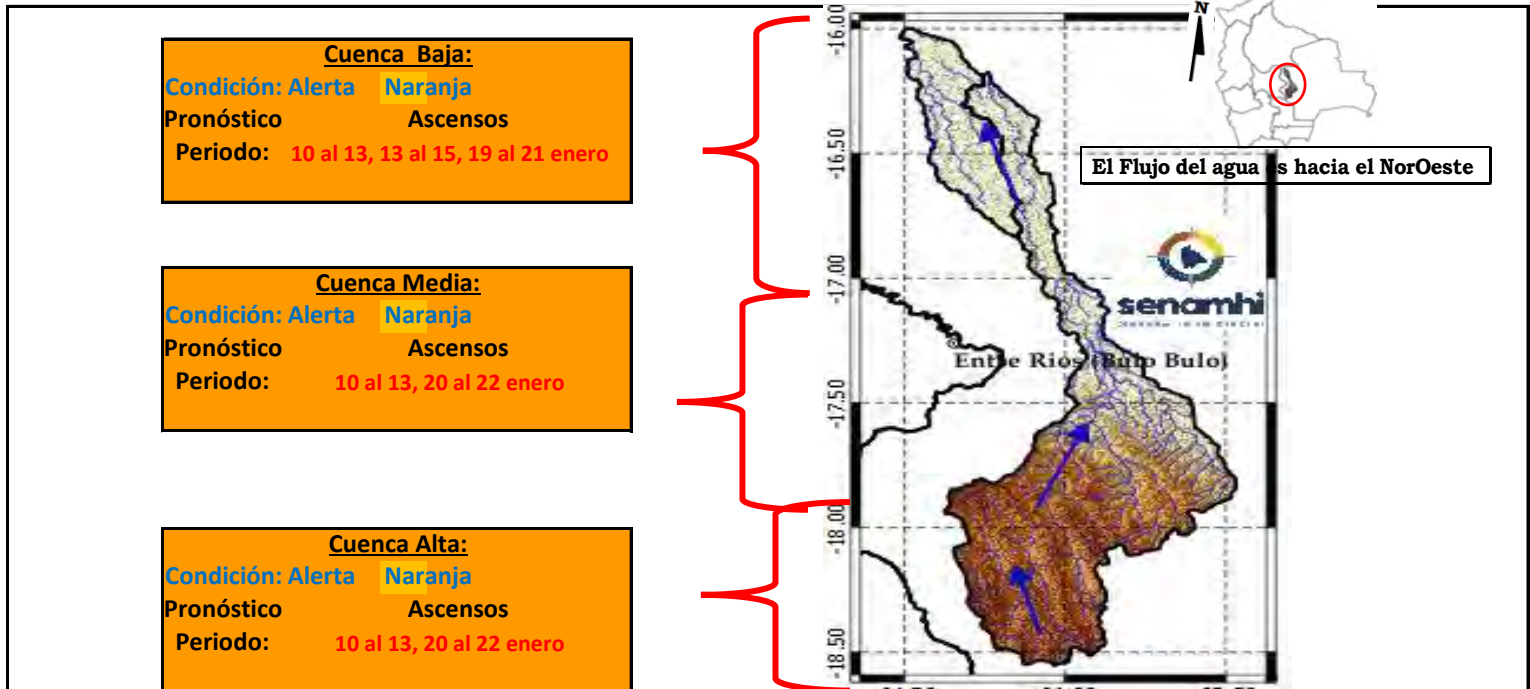 Cuenca Baja:
Condición: Alerta Naranja
Pronóstico Ascensos
Periodo: 10 al 13, 13 al 15, 19 al 21 enero
Cuenca Media:
Condición: Alerta Naranja
Pronóstico Ascensos
Periodo: 10 al 13, 20 al 22 enero
Cuenca Alta:
Condición: Alerta Naranja
Pronóstico Ascensos
Periodo: 10 al 13, 20 al 22 enero
N
El Flujo del agua es hacia el NorOeste
senamhi
Entre Rios (Bulo Bulo)
-16.00
-16.50
-17.00
-17.50
-18.00
-18.50